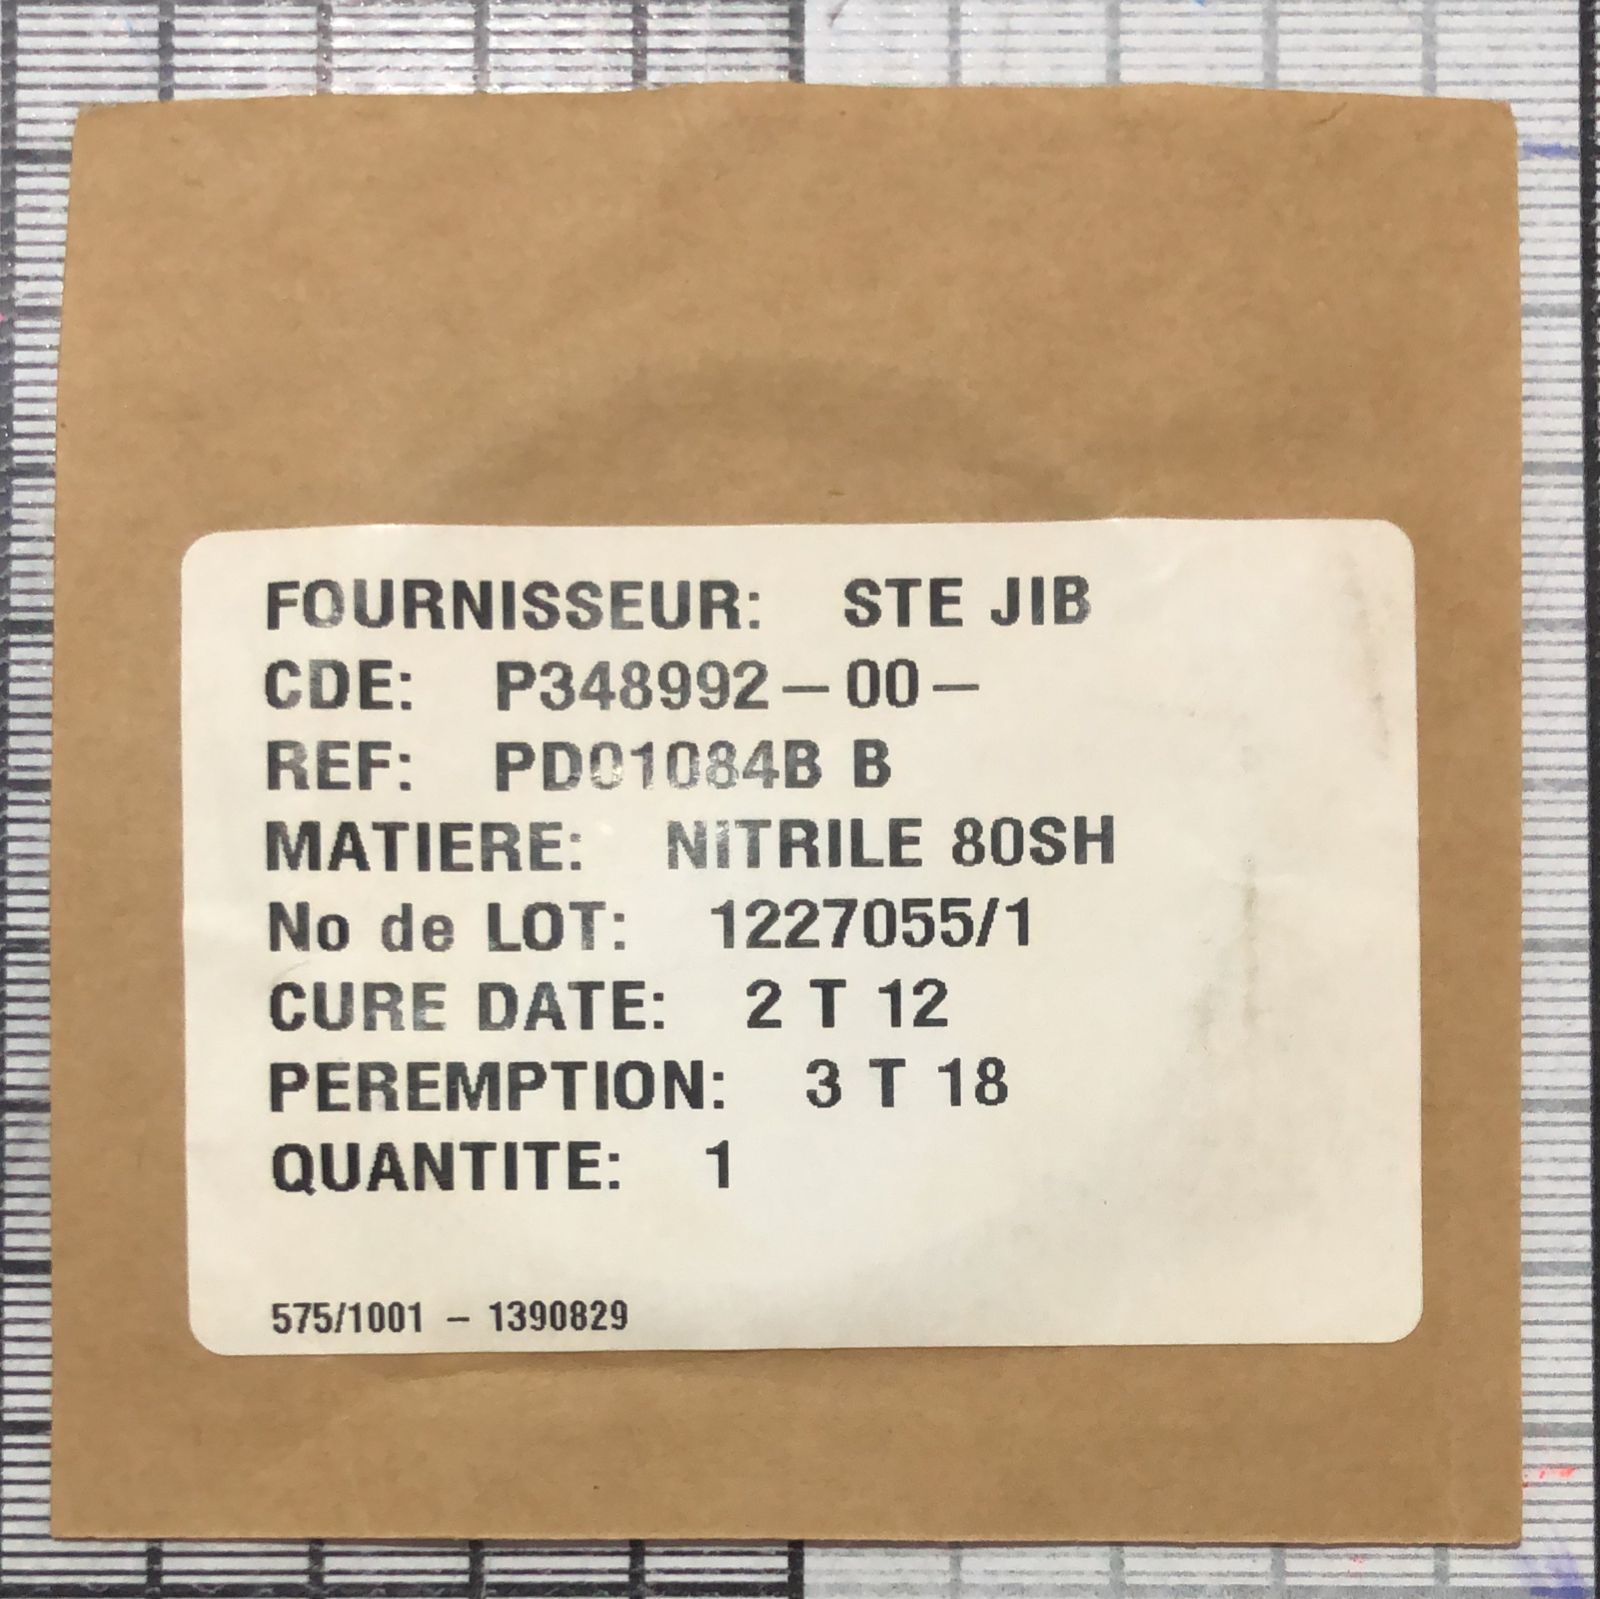 FOURNISSEUR: STE JIB
CDE: P348992-00-
REF: PD01084B B
MATIERE: NITRILE 80SH
No de LOT: 1227055/1
CURE DATE: 2 T 12
PEREMPTION: 3 T 18
QUANTITE: 1
575/1001 - 1390829